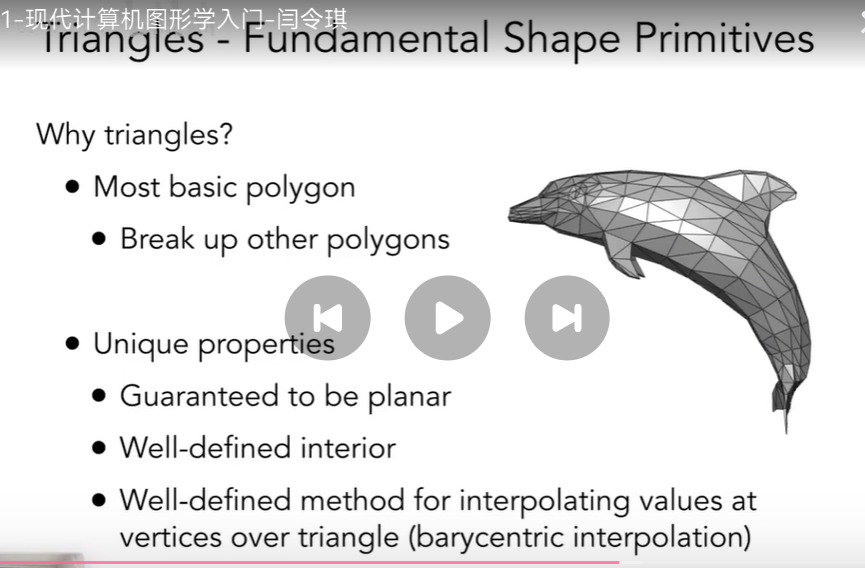 1-现代计算机图形学入门-闫令琪
Triangles - Fundamental Shape Primitives
Why triangles?
• Most basic polygon
• Break up other polygons
• Unique properties
• Guaranteed to be planar
• Well-defined interior
• Well-defined method for interpolating values at
vertices over triangle (barycentric interpolation)